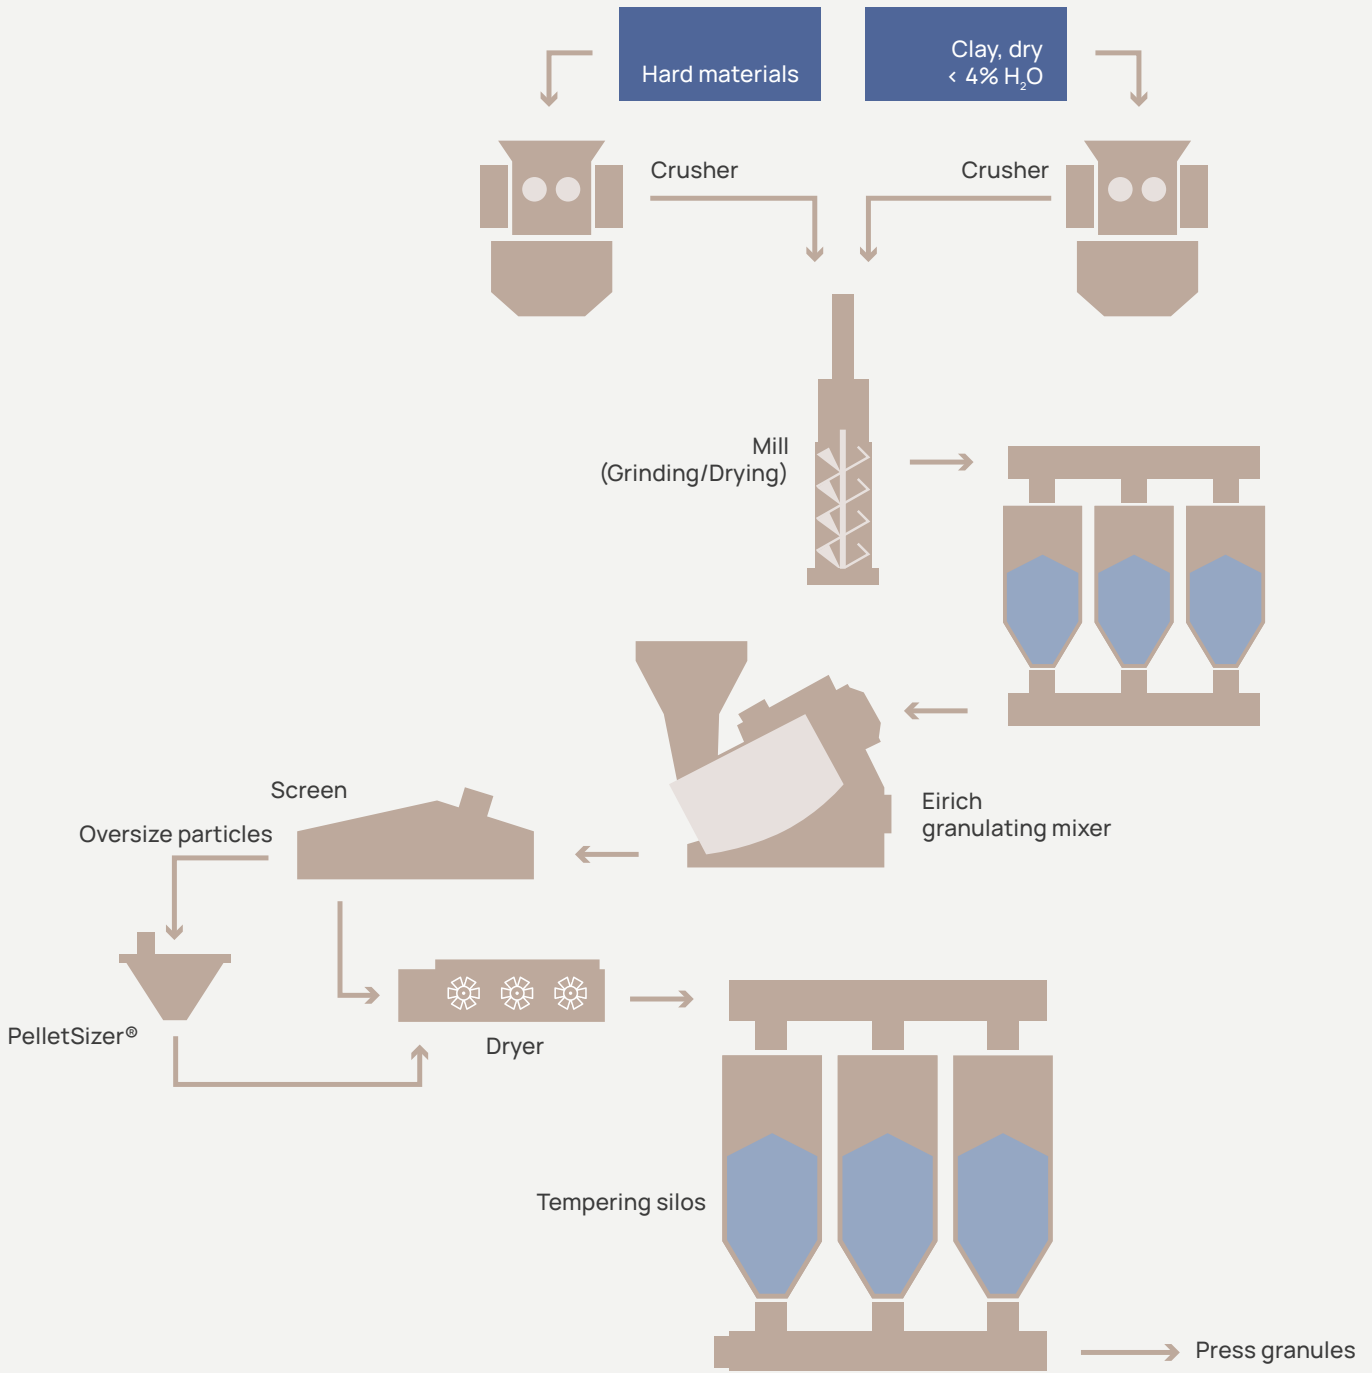 Hard materials
Clay, dry
< 4% H₂O
Crusher
Crusher
Mill
(Grinding/Drying)
Eirich
granulating mixer
Screen
Oversize particles
PelletSizer®
Dryer
Tempering silos
Press granules